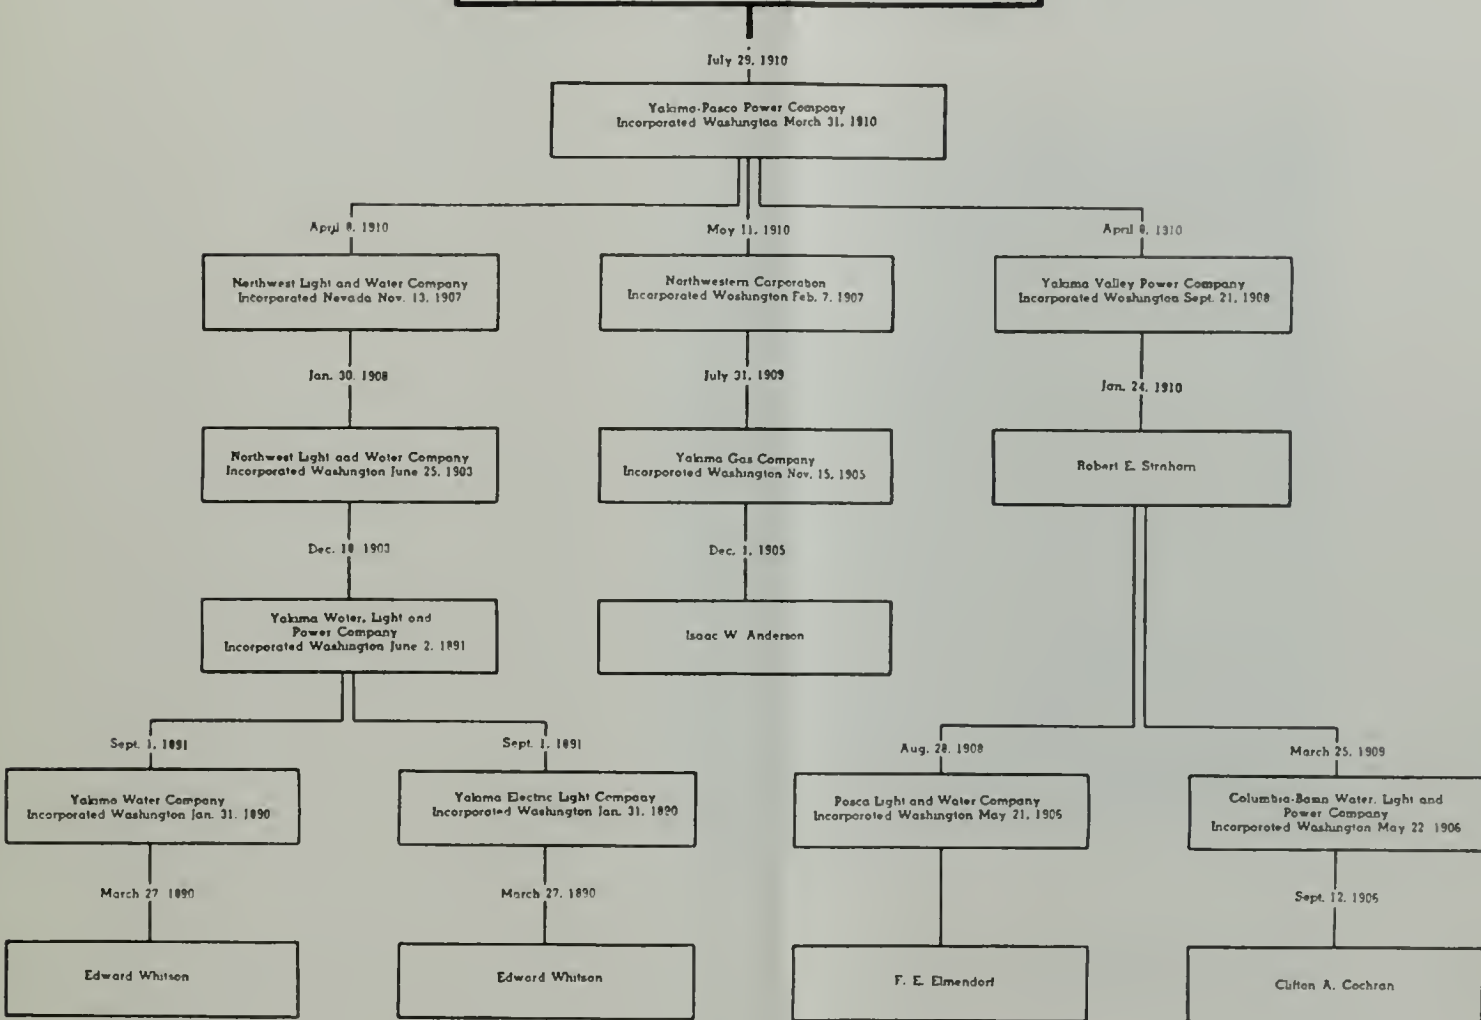 July 29, 1910
Yakima-Pasco Power Company
Incorporated Washington March 31, 1910
April 8, 1910
May 11, 1910
April 8, 1910
Northwest Light and Water Company
Incorporated Nevada Nov. 13, 1907
Northwestern Corporation
Incorporated Washington Feb. 7, 1907
Yakima Valley Power Company
Incorporated Washington Sept. 21, 1908
Jan. 30, 1908
July 31, 1909
Jan. 24, 1910
Northwest Light and Water Company
Incorporated Washington June 25, 1903
Yakima Gas Company
Incorporated Washington Nov. 15, 1905
Robert E. Strahorn
Dec. 10 1903
Dec. 1, 1905
Yakima Water, Light and
Power Company
Incorporated Washington June 2, 1891
Isaac W Anderson
Sept. 1, 1891
Sept. 1, 1891
Aug. 28, 1908
March 25, 1909
Yakima Water Company
Incorporated Washington Jan. 31, 1890
Yakima Electric Light Company
Incorporated Washington Jan. 31, 1890
Pasco Light and Water Company
Incorporated Washington May 21, 1906
Columbia-Basin Water, Light and
Power Company
Incorporated Washington May 22 1906
March 27 1890
March 27, 1890
Sept. 12, 1906
Edward Whitson
Edward Whitson
F. E. Elmendorf
Clifton A. Cochran